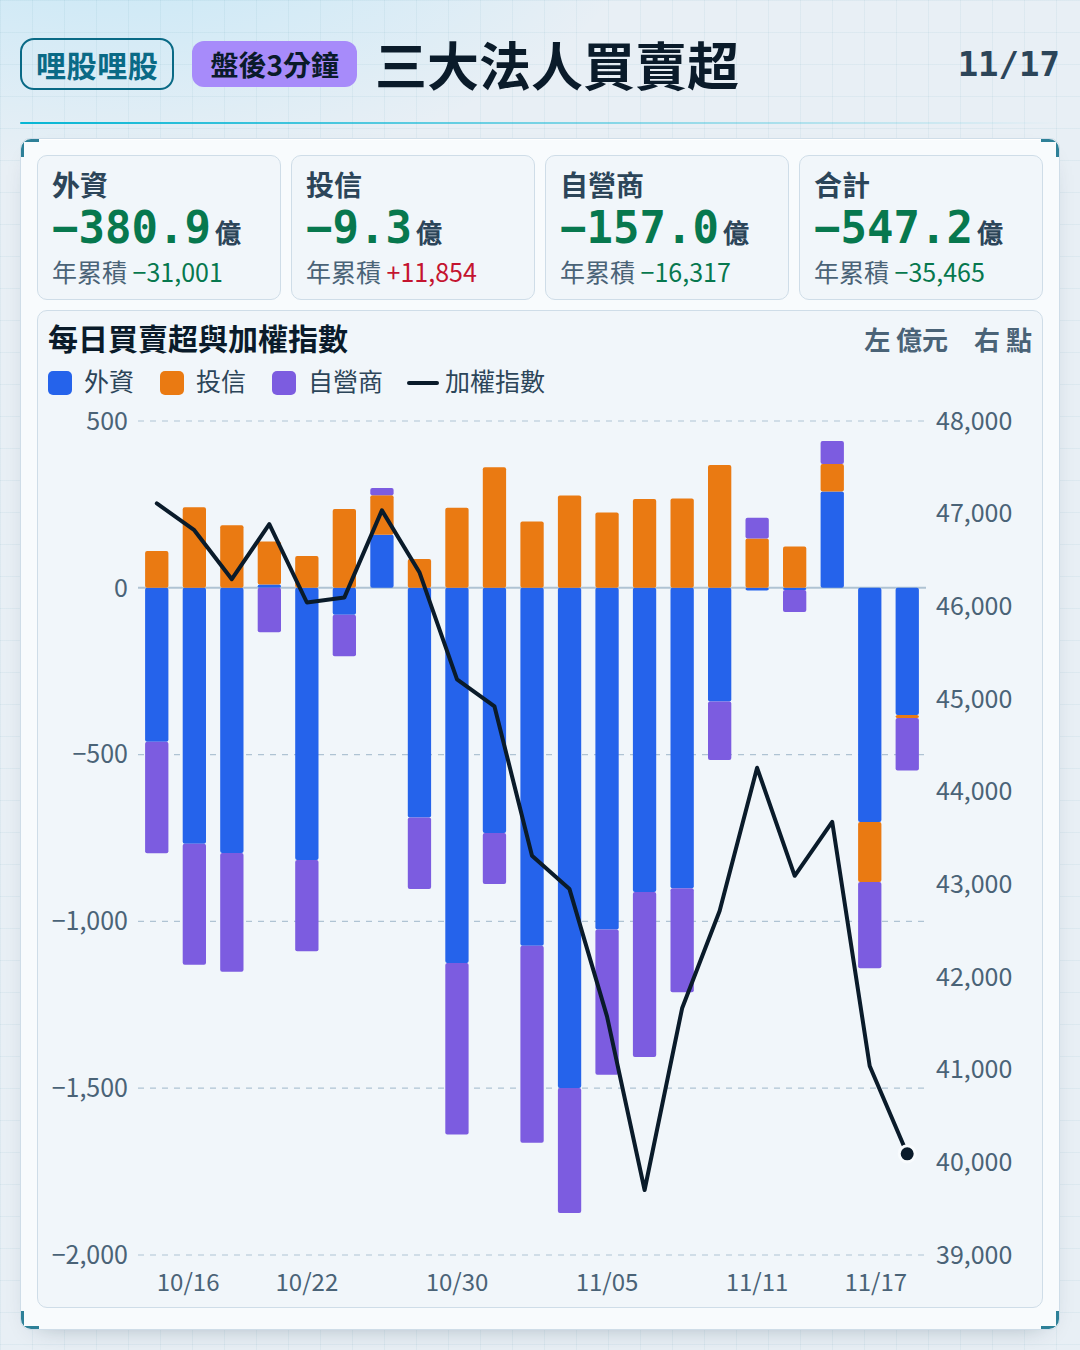 哩股哩股
盤後3分鐘
三大法人買賣超
11/17
外資
−380.9億
年累積 −31,001
投信
−9.3億
年累積 +11,854
自營商
−157.0億
年累積 −16,317
合計
−547.2億
年累積 −35,465
每日買賣超與加權指數
左 億元 右 點
外資 投信 自營商 加權指數
500
0
−500
−1,000
−1,500
−2,000
48,000
47,000
46,000
45,000
44,000
43,000
42,000
41,000
40,000
39,000
10/16 10/22 10/30 11/05 11/11 11/17